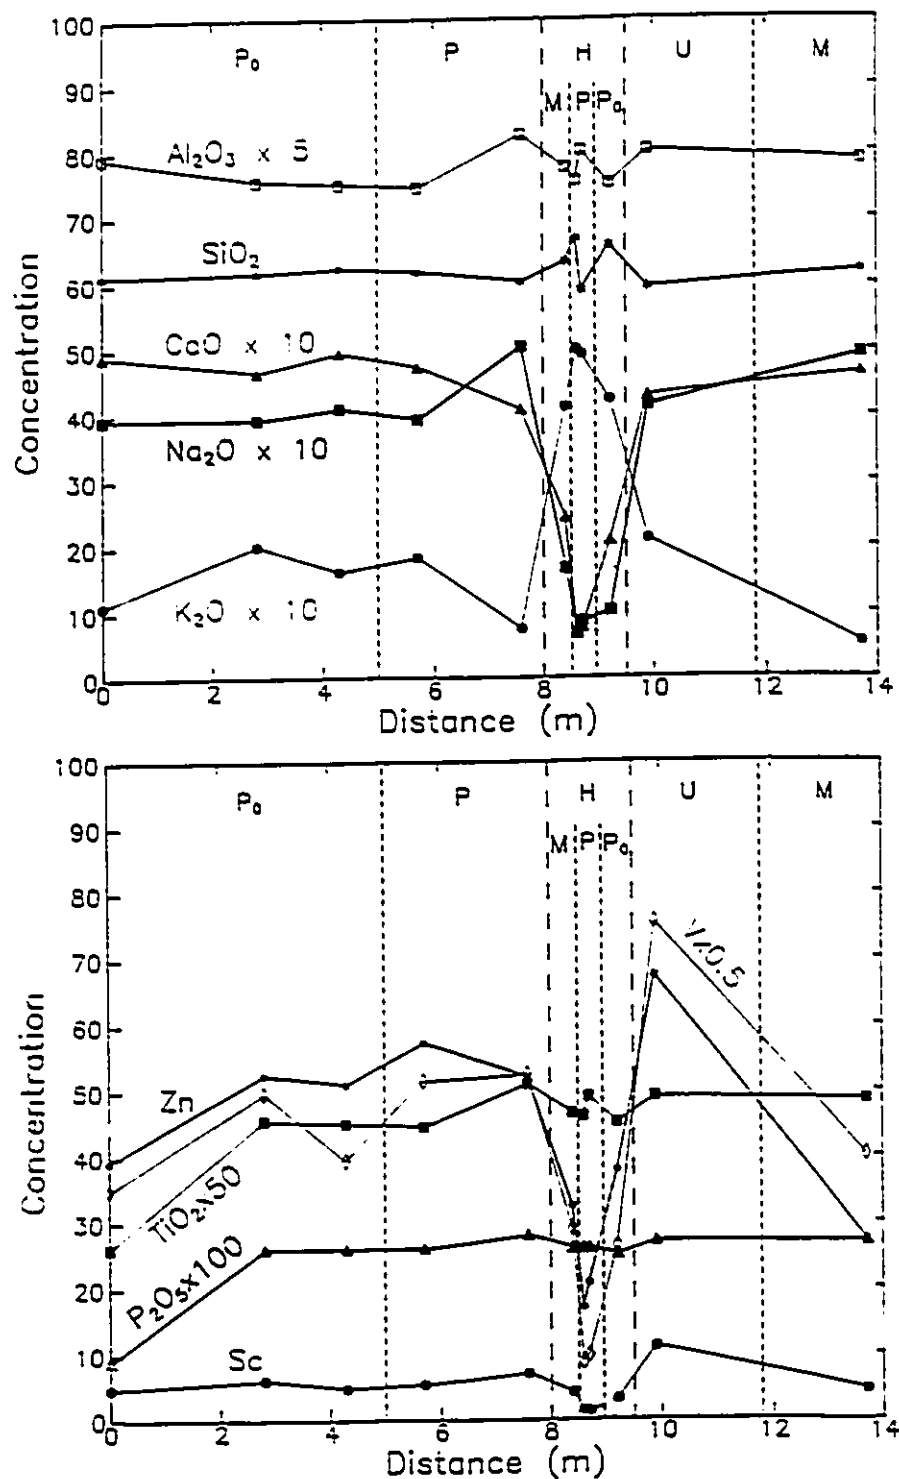 100
90
80
70
60
50
40
30
20
10
0
Concentration
P₀ P H U M
M P P₀
Al₂O₃ x 5
SiO₂
CaO x 10
Na₂O x 10
K₂O x 10
0 2 4 6 8 10 12 14
Distance (m)
100
90
80
70
60
50
40
30
20
10
0
Concentration
P₀ P H U M
M P P₀
Vx0.5
Zn
TiO₂x50
P₂O₅x100
Sc
0 2 4 6 8 10 12 14
Distance (m)